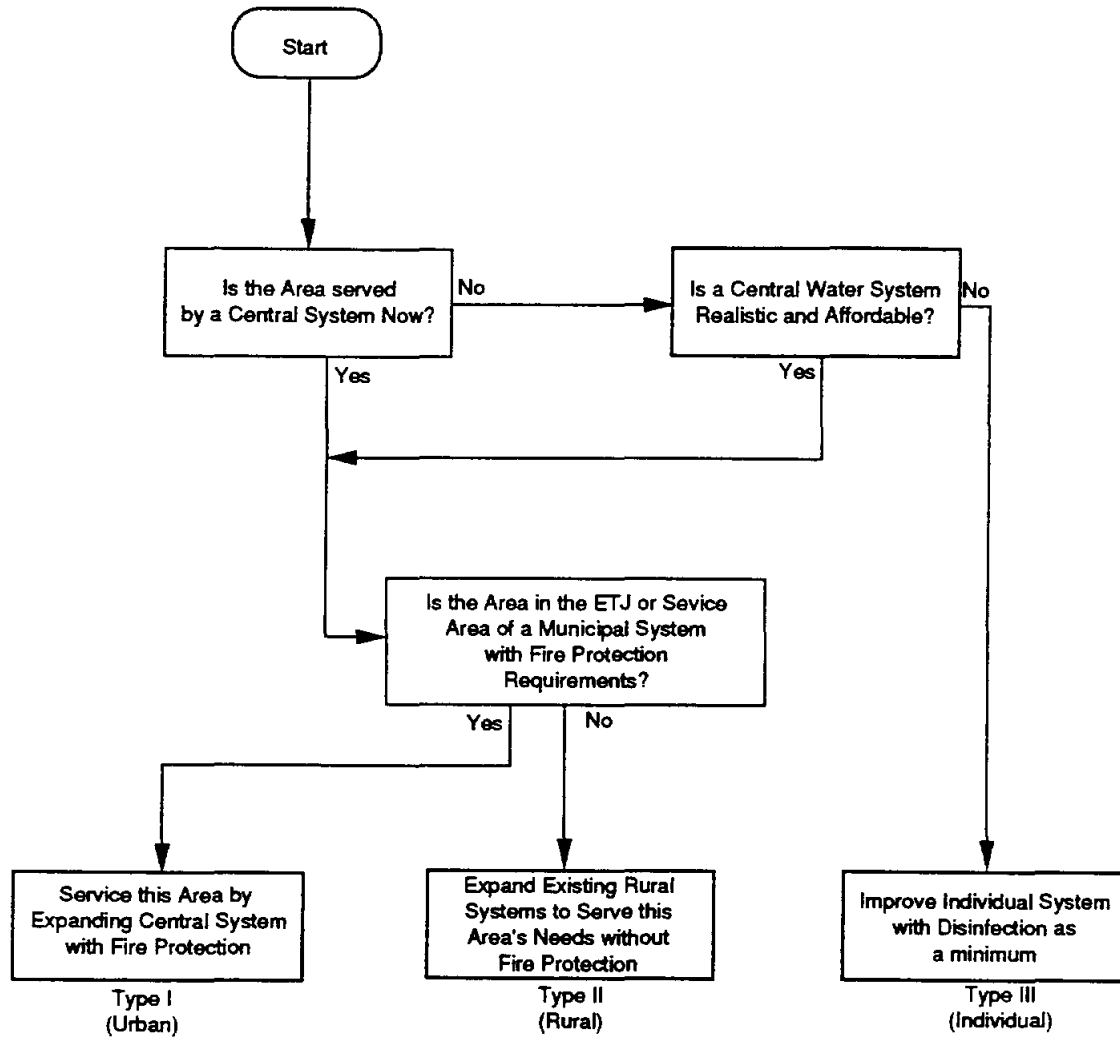 Start
Is the Area served
by a Central System Now?
No
Is a Central Water System
Realistic and Affordable?
No
Yes
Yes
Is the Area in the ETJ or Sevice
Area of a Municipal System
with Fire Protection
Requirements?
Yes
No
Service this Area by
Expanding Central System
with Fire Protection
Type I
(Urban)
Expand Existing Rural
Systems to Serve this
Area's Needs without
Fire Protection
Type II
(Rural)
Improve Individual System
with Disinfection as
a minimum
Type III
(Individual)